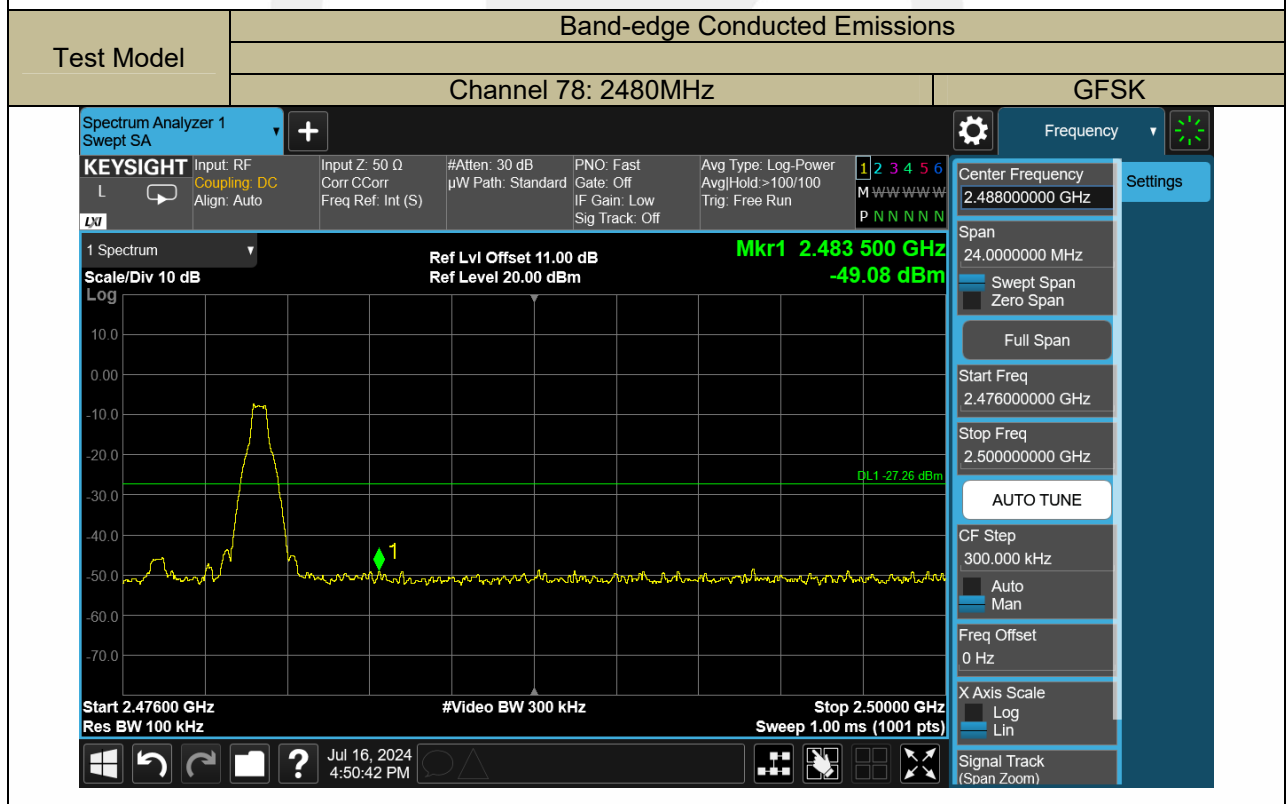 Band-edge Conducted Emissions
Test Model
Channel 78: 2480MHz
GFSK
Spectrum Analyzer 1
Swept SA
Frequency
KEYSIGHT
L
LXI
Input: RF
Coupling: DC
Align: Auto
Input Z: 50 Ω
Corr CCorr
Freq Ref: Int (S)
#Atten: 30 dB
µW Path: Standard
PNO: Fast
Gate: Off
IF Gain: Low
Sig Track: Off
Avg Type: Log-Power
Avg|Hold:>100/100
Trig: Free Run
1 2 3 4 5 6
M W W W W W
P N N N N N
1 Spectrum
Scale/Div 10 dB
Ref Lvl Offset 11.00 dB
Ref Level 20.00 dBm
Mkr1 2.483 500 GHz
-49.08 dBm
Log
10.0
0.00
-10.0
-20.0
-30.0
-40.0
-50.0
-60.0
-70.0
DL1 -27.26 dBm
1
Start 2.47600 GHz
Res BW 100 kHz
#Video BW 300 kHz
Stop 2.50000 GHz
Sweep 1.00 ms (1001 pts)
Jul 16, 2024
4:50:42 PM
Center Frequency
2.488000000 GHz
Settings
Span
24.0000000 MHz
Swept Span
Zero Span
Full Span
Start Freq
2.476000000 GHz
Stop Freq
2.500000000 GHz
AUTO TUNE
CF Step
300.000 kHz
Auto
Man
Freq Offset
0 Hz
X Axis Scale
Log
Lin
Signal Track
(Span Zoom)